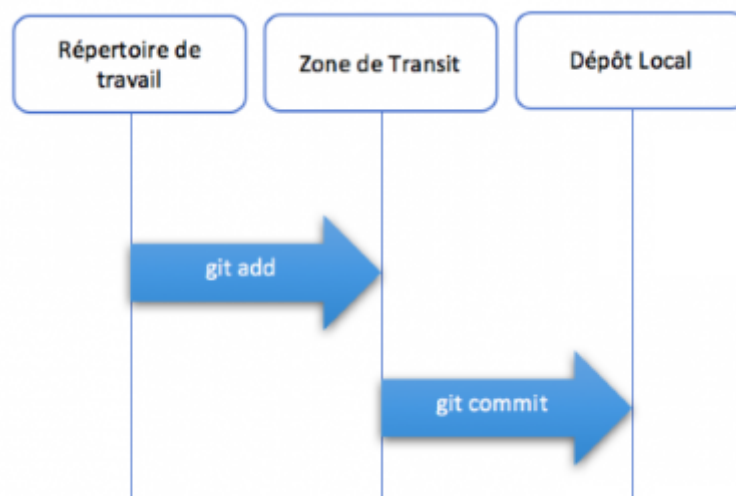 Répertoire de
travail
Zone de Transit
Dépôt Local
git add
git commit